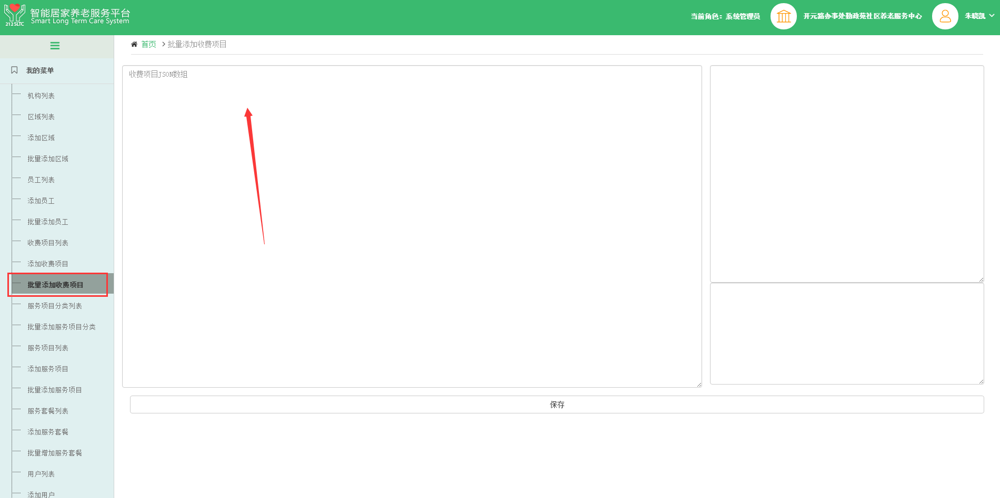 智能居家养老服务平台
Smart Long Term Care System
212 SLTC
当前角色：系统管理员
开元路办事处勤政苑社区养老服务中心
朱晓凯
首页
批量添加收费项目
我的菜单
机构列表
区域列表
添加区域
批量添加区域
员工列表
添加员工
批量添加员工
收费项目列表
添加收费项目
批量添加收费项目
服务项目分类列表
批量添加服务项目分类
服务项目列表
添加服务项目
批量添加服务项目
服务套餐列表
添加服务套餐
批量增加服务套餐
用户列表
添加用户
收费项目JSON数组
保存